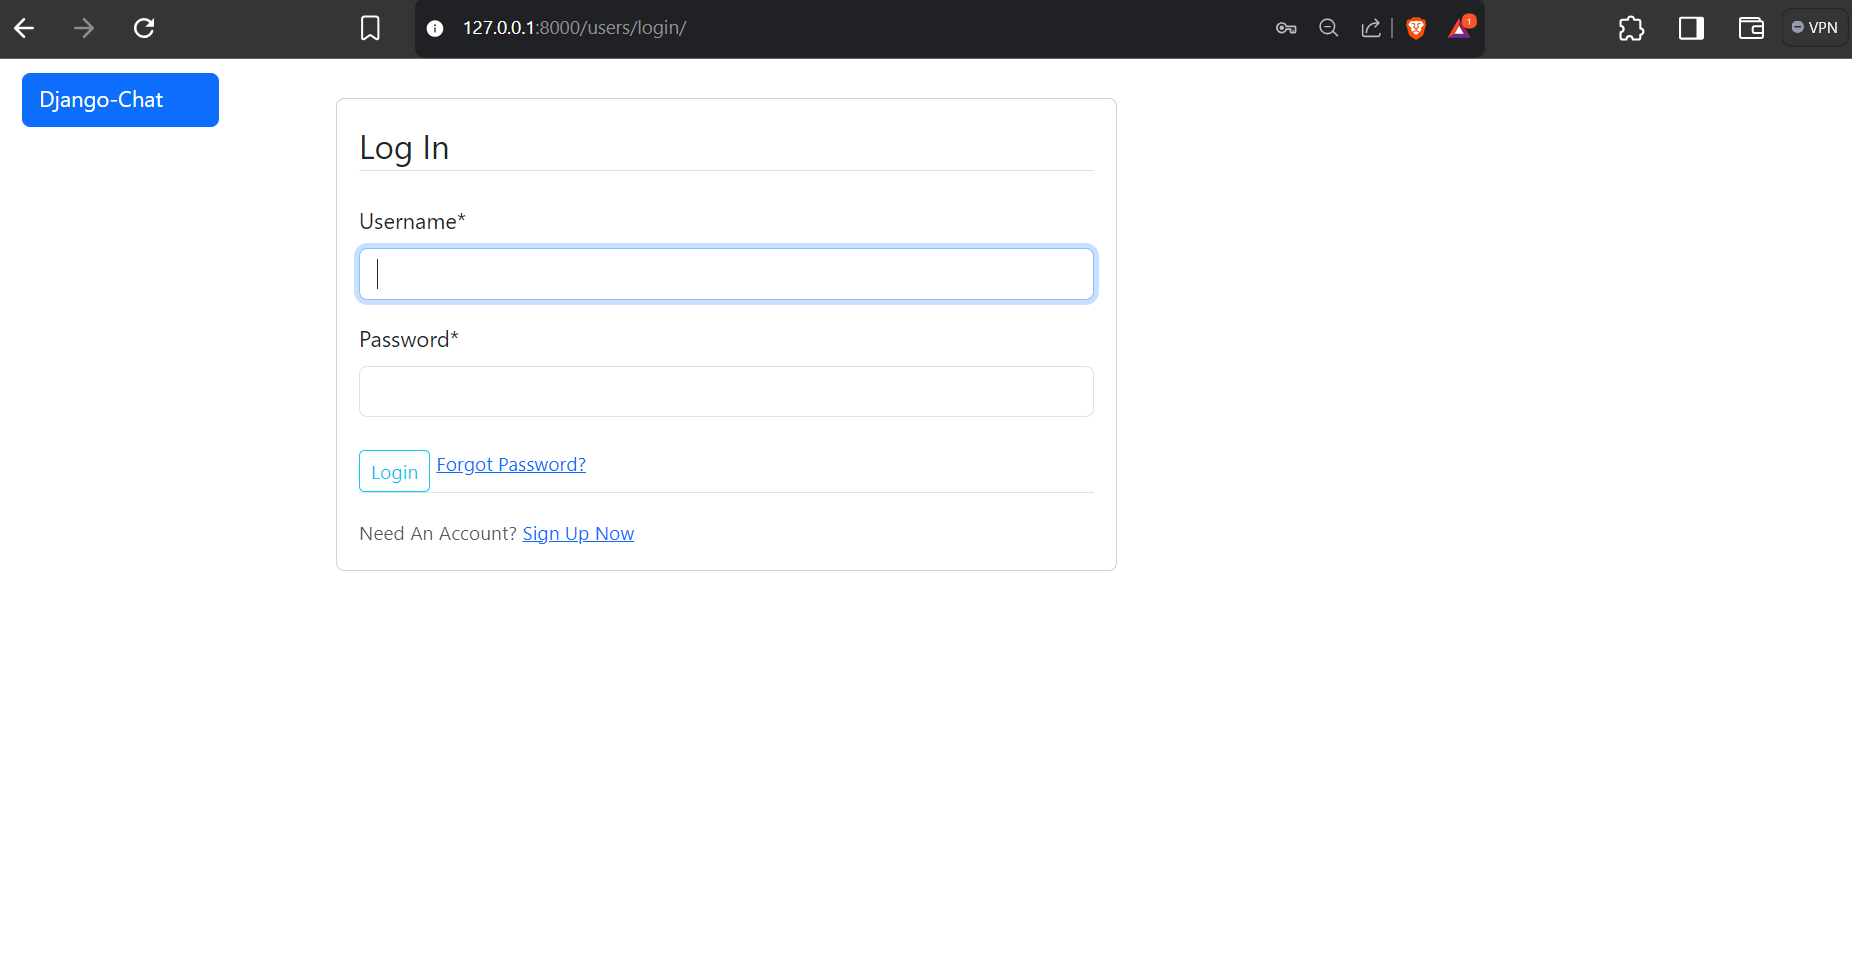 127.0.0.1:8000/users/login/
1
VPN
Django-Chat
Log In
Username*
Password*
Login Forgot Password?
Need An Account? Sign Up Now